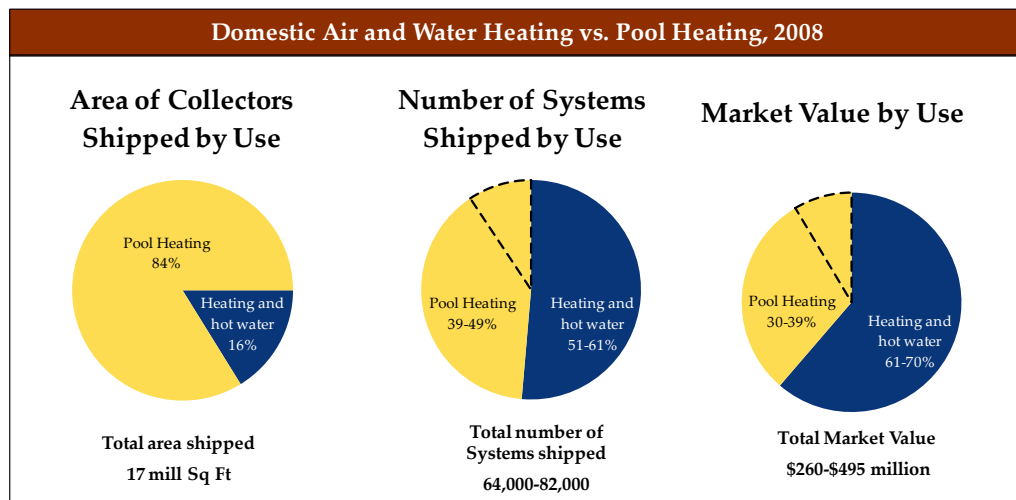 Domestic Air and Water Heating vs. Pool Heating, 2008
Area of Collectors
Shipped by Use
Pool Heating
84%
Heating and
hot water
16%
Total area shipped
17 mill Sq Ft
Number of Systems
Shipped by Use
Pool Heating
39-49%
Heating and
hot water
51-61%
Total number of
Systems shipped
64,000-82,000
Market Value by Use
Pool Heating
30-39%
Heating and
hot water
61-70%
Total Market Value
$260-$495 million